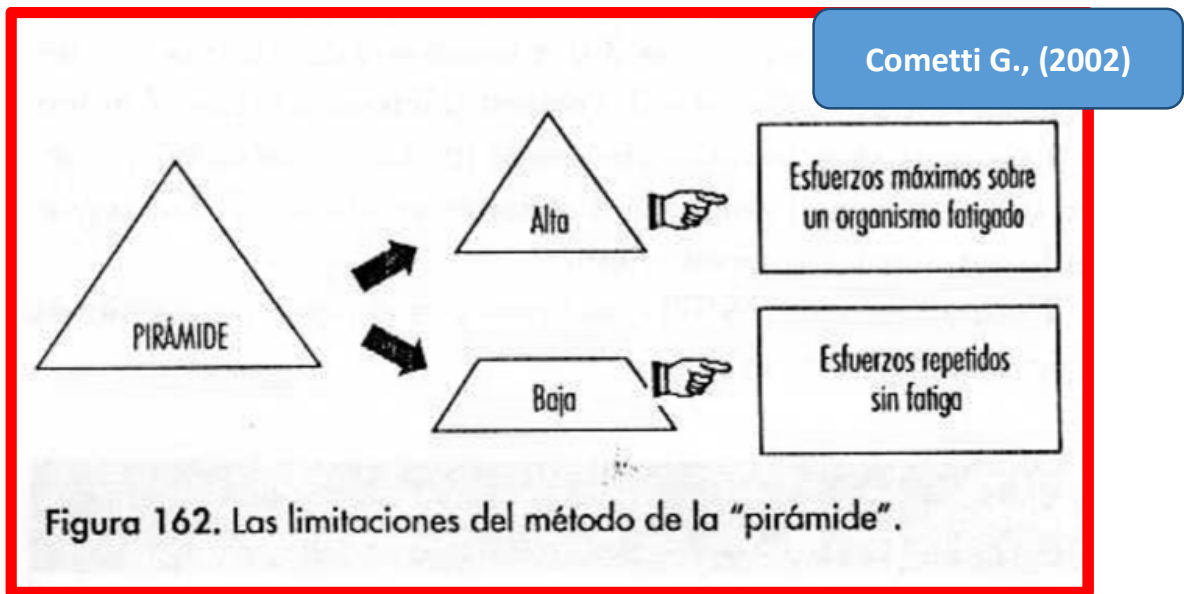 Cometti G., (2002)
PIRÁMIDE
Alta
Esfuerzos máximos sobre
un organismo fatigado
Baja
Esfuerzos repetidos
sin fatiga
Figura 162. Las limitaciones del método de la "pirámide".